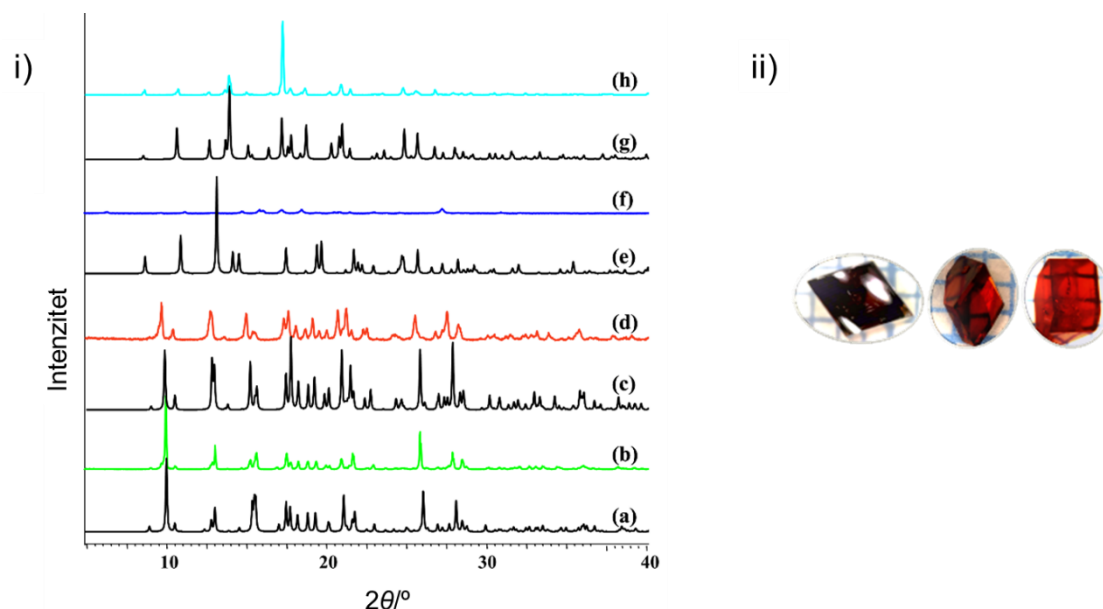 i)
ii)
(h)
(g)
(f)
(e)
(d)
(c)
(b)
(a)
Intenzitet
10 20 30 40
2θ/º